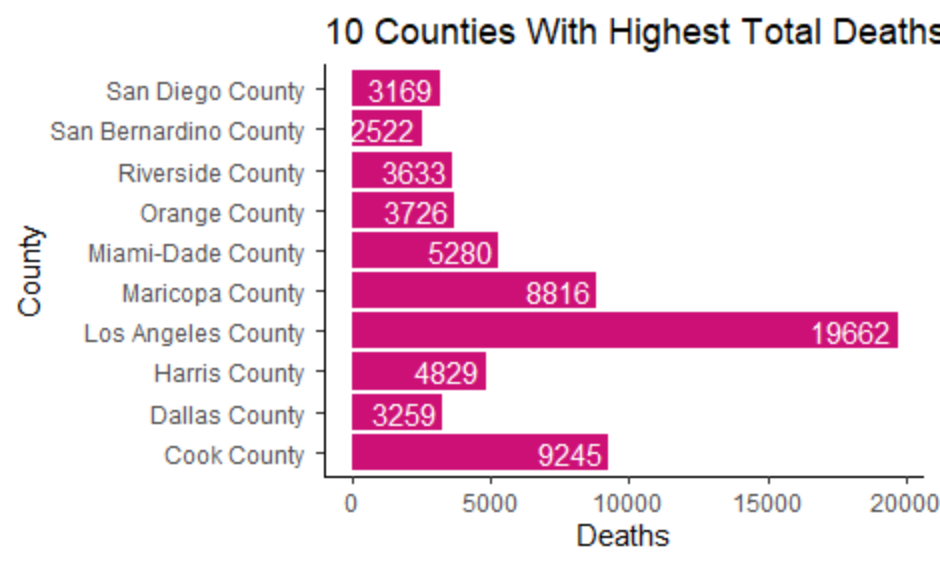 10 Counties With Highest Total Deaths
San Diego County 3169
San Bernardino County 2522
Riverside County 3633
Orange County 3726
Miami-Dade County 5280
Maricopa County 8816
Los Angeles County 19662
Harris County 4829
Dallas County 3259
Cook County 9245
County
0 5000 10000 15000 20000
Deaths